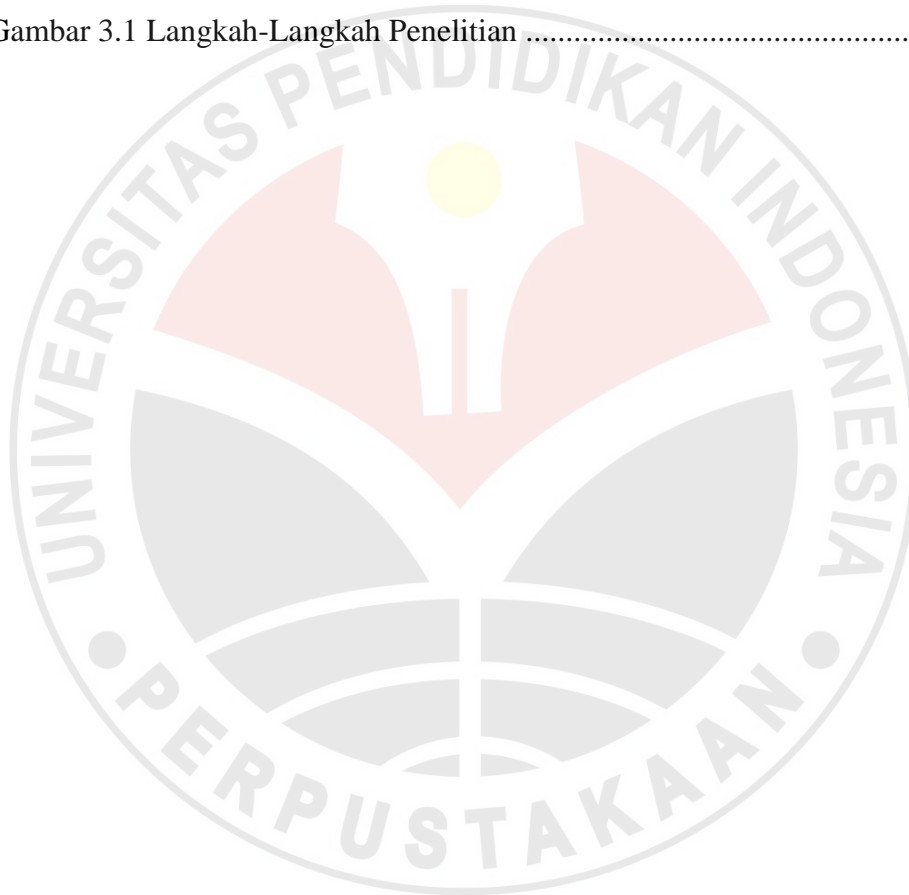 Gambar 3.1 Langkah-Langkah Penelitian ........................................
UNIVERSITAS PENDIDIKAN INDONESIA
• PERPUSTAKAAN •